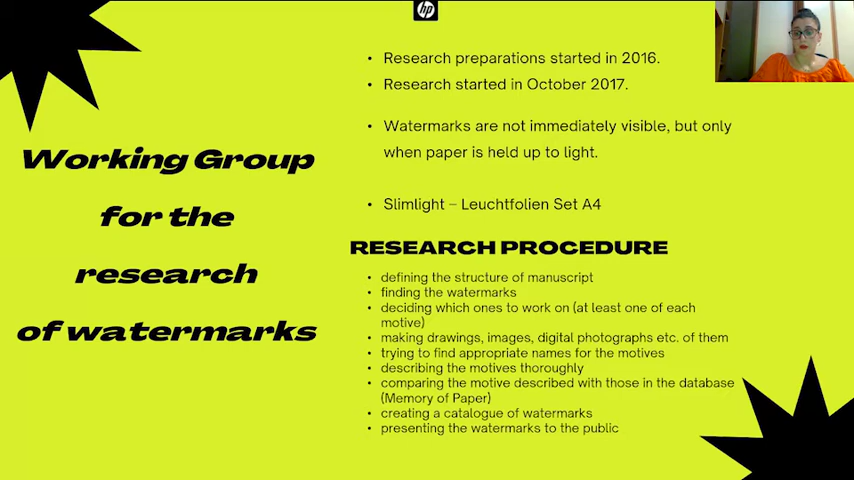 hp
Working Group
for the
research
of watermarks
• Research preparations started in 2016.
• Research started in October 2017.
• Watermarks are not immediately visible, but only
when paper is held up to light.
• Slimlight – Leuchtfolien Set A4
RESEARCH PROCEDURE
• defining the structure of manuscript
• finding the watermarks
• deciding which ones to work on (at least one of each
motive)
• making drawings, images, digital photographs etc. of them
• trying to find appropriate names for the motives
• describing the motives thoroughly
• comparing the motive described with those in the database
(Memory of Paper)
• creating a catalogue of watermarks
• presenting the watermarks to the public